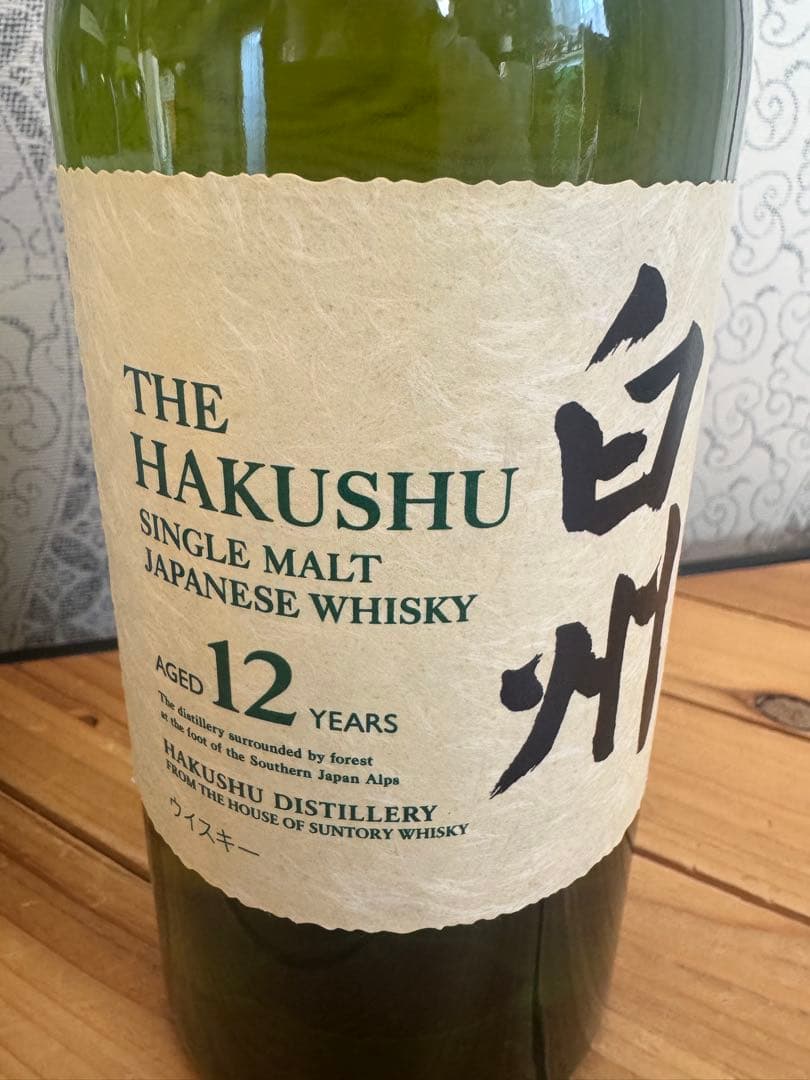 THE
HAKUSHU
SINGLE MALT
JAPANESE WHISKY
AGED 12 YEARS
The distillery surrounded by forest
at the foot of the Southern Japan Alps
HAKUSHU DISTILLERY
FROM THE HOUSE OF SUNTORY WHISKY
ウイスキー
白州